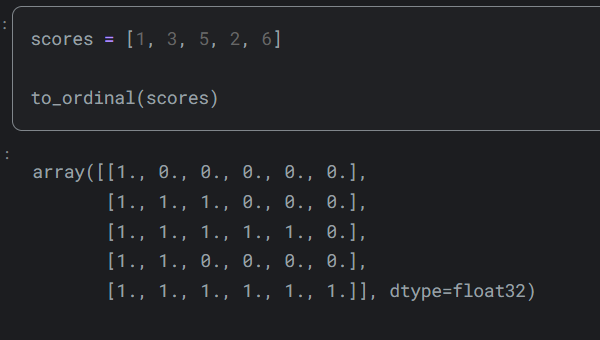 :
scores = [1, 3, 5, 2, 6]
to_ordinal(scores)
:
array([[1., 0., 0., 0., 0., 0.],
[1., 1., 1., 0., 0., 0.],
[1., 1., 1., 1., 1., 0.],
[1., 1., 0., 0., 0., 0.],
[1., 1., 1., 1., 1., 1.]], dtype=float32)